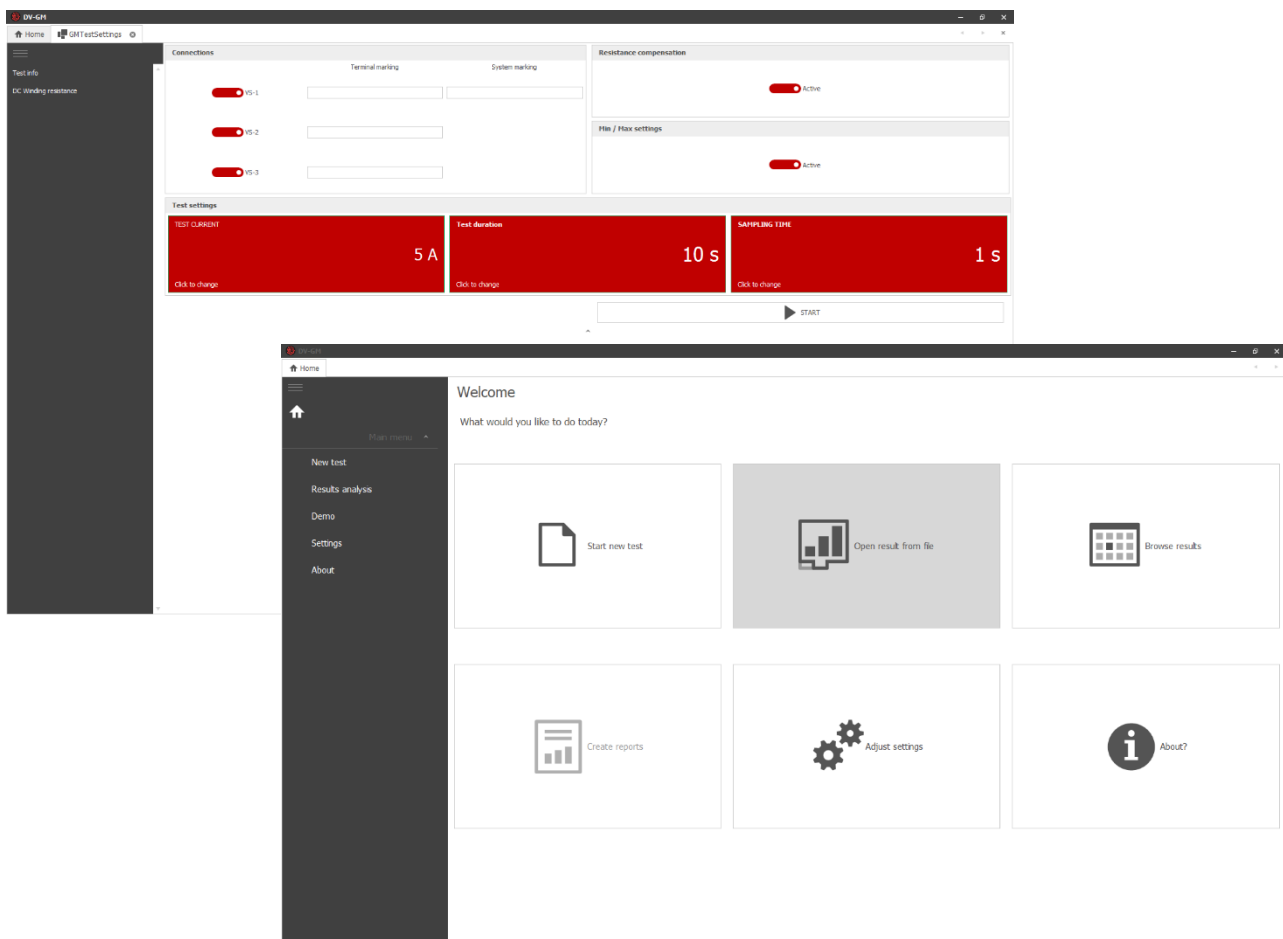 DV-GM
Home
GMTestSettings
Test info
DC Winding resistance
Connections
Terminal marking
System marking
VS-1
VS-2
VS-3
Resistance compensation
Active
Min / Max settings
Active
Test settings
TEST CURRENT
5 A
Click to change
Test duration
10 s
Click to change
SAMPLING TIME
1 s
Click to change
START
DV-GM
Home
Main menu
New test
Results analysis
Demo
Settings
About
Welcome
What would you like to do today?
Start new test
Open result from file
Browse results
Create reports
Adjust settings
About?